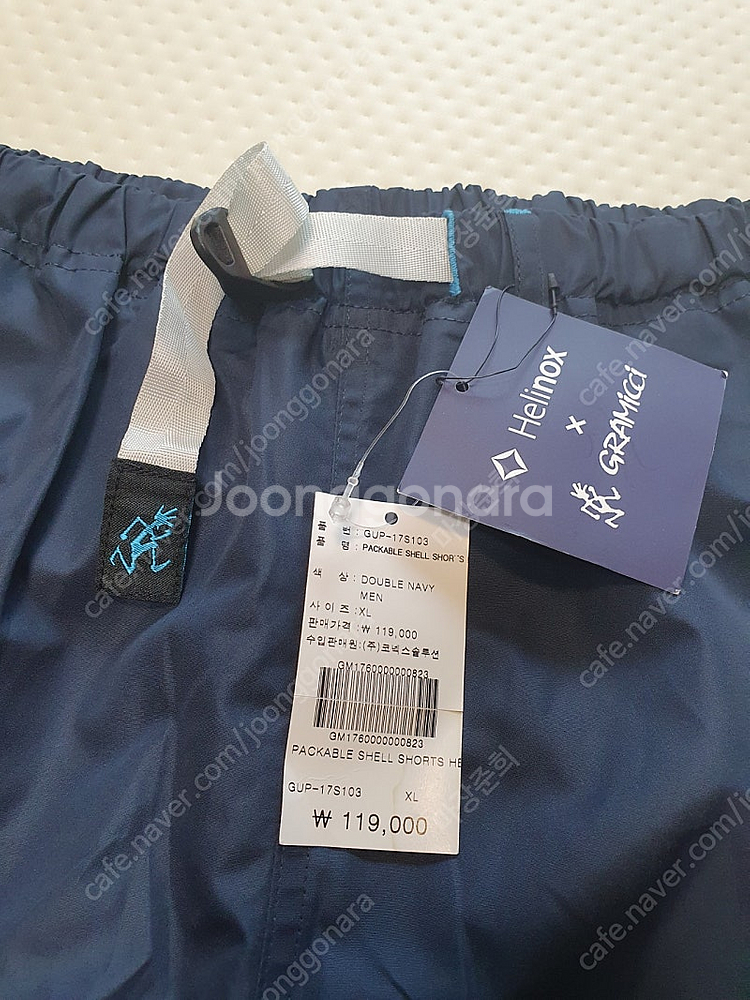 Helinox
x
GRAMiCCi
: GUP-17S103
: PACKABLE SHELL SHOR
색 상 : DOUBLE NAVY
MEN
사 이 즈 : XL
판매가격 : ₩ 119,000
수입판매원 : (주)코넥스솔루션
GM1760000000823
GM1760000000823
PACKABLE SHELL SHORTS HE
GUP-17S103 XL
₩ 119,000
Joonggonara
cafe.naver.com/joonggonara